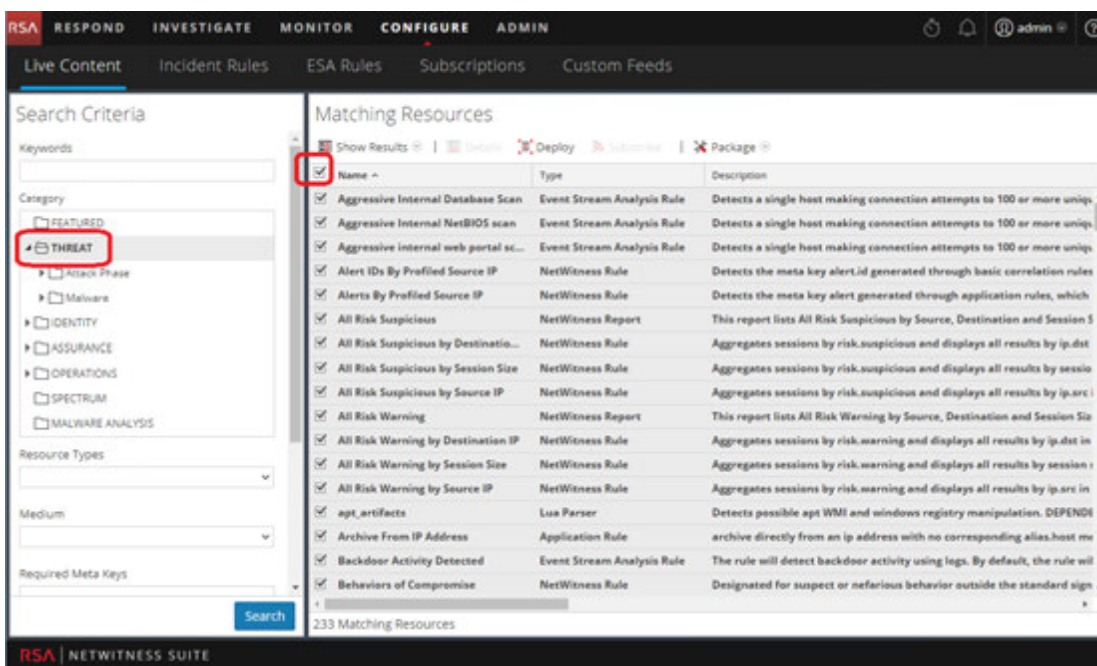 RSA RESPOND INVESTIGATE MONITOR CONFIGURE ADMIN admin
Live Content Incident Rules ESA Rules Subscriptions Custom Feeds
Search Criteria
Keywords
Category
FEATURED
THREAT
Attack Phase
Malware
IDENTITY
ASSURANCE
OPERATIONS
SPECTRUM
MALWARE ANALYSIS
Resource Types
Medium
Required Meta Keys
Search
Matching Resources
Show Results | Details Deploy Subscribe | Package
Name Type Description
Aggressive Internal Database Scan Event Stream Analysis Rule Detects a single host making connection attempts to 100 or more uniqu
Aggressive Internal NetBIOS scan Event Stream Analysis Rule Detects a single host making connection attempts to 100 or more uniqu
Aggressive internal web portal sc... Event Stream Analysis Rule Detects a single host making connection attempts to 100 or more uniqu
Alert IDs By Profiled Source IP NetWitness Rule Detects the meta key alert.id generated through basic correlation rules
Alerts By Profiled Source IP NetWitness Rule Detects the meta key alert generated through application rules, which
All Risk Suspicious NetWitness Report This report lists All Risk Suspicious by Source, Destination and Session S
All Risk Suspicious by Destinatio... NetWitness Rule Aggregates sessions by risk.suspicious and displays all results by ip.dst
All Risk Suspicious by Session Size NetWitness Rule Aggregates sessions by risk.suspicious and displays all results by sessio
All Risk Suspicious by Source IP NetWitness Rule Aggregates sessions by risk.suspicious and displays all results by ip.src i
All Risk Warning NetWitness Report This report lists All Risk Warning by Source, Destination and Session Siz
All Risk Warning by Destination IP NetWitness Rule Aggregates sessions by risk.warning and displays all results by ip.dst in
All Risk Warning by Session Size NetWitness Rule Aggregates sessions by risk.warning and displays all results by session
All Risk Warning by Source IP NetWitness Rule Aggregates sessions by risk.warning and displays all results by ip.src in
apt_artifacts Lua Parser Detects possible apt WMI and windows registry manipulation. DEPENDE
Archive From IP Address Application Rule archive directly from an ip address with no corresponding alias.host me
Backdoor Activity Detected Event Stream Analysis Rule The rule will detect backdoor activity using logs. By default, the rule wil
Behaviors of Compromise NetWitness Rule Designated for suspect or nefarious behavior outside the standard sign
233 Matching Resources
RSA | NETWITNESS SUITE